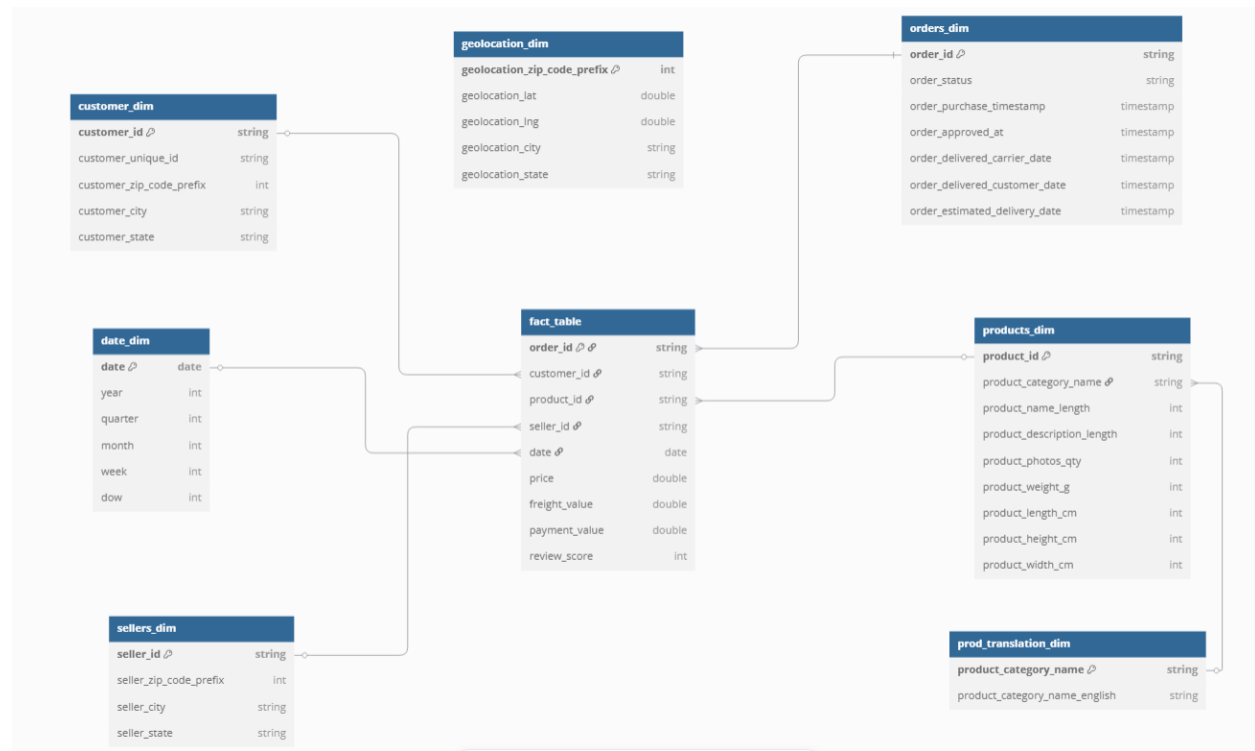 geolocation_dim
geolocation_zip_code_prefix int
geolocation_lat double
geolocation_lng double
geolocation_city string
geolocation_state string
orders_dim
order_id string
order_status string
order_purchase_timestamp timestamp
order_approved_at timestamp
order_delivered_carrier_date timestamp
order_delivered_customer_date timestamp
order_estimated_delivery_date timestamp
customer_dim
customer_id string
customer_unique_id string
customer_zip_code_prefix int
customer_city string
customer_state string
date_dim
date date
year int
quarter int
month int
week int
dow int
fact_table
order_id string
customer_id string
product_id string
seller_id string
date date
price double
freight_value double
payment_value double
review_score int
products_dim
product_id string
product_category_name string
product_name_length int
product_description_length int
product_photos_qty int
product_weight_g int
product_length_cm int
product_height_cm int
product_width_cm int
sellers_dim
seller_id string
seller_zip_code_prefix int
seller_city string
seller_state string
prod_translation_dim
product_category_name string
product_category_name_english string